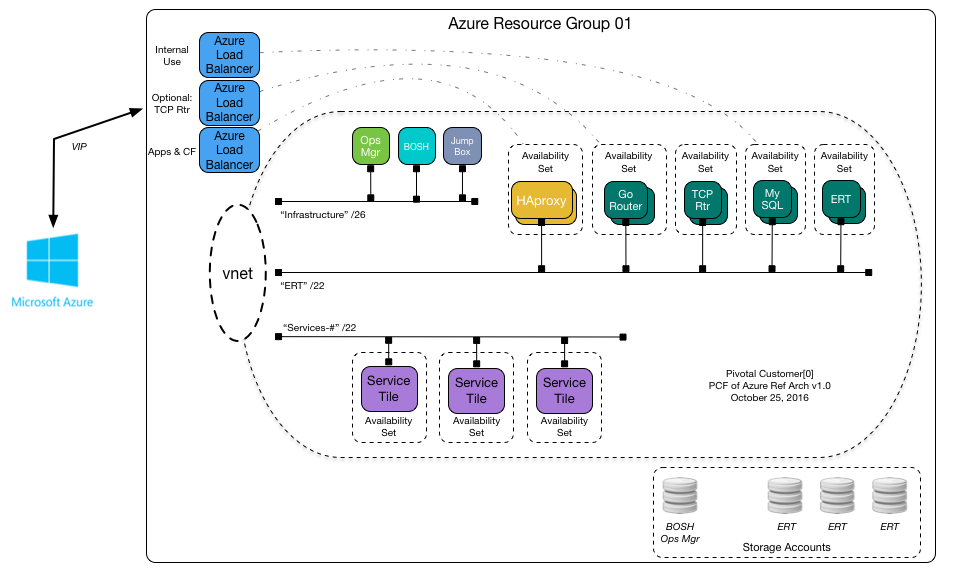 Azure Resource Group 01
Internal
Use
Azure
Load
Balancer
Optional:
TCP Rtr
Azure
Load
Balancer
Apps & CF
Azure
Load
Balancer
VIP
Microsoft Azure
vnet
Ops
Mgr
BOSH
Jump
Box
“Infrastructure” /26
Availability
Set
HAproxy
Availability
Set
Go
Router
Availability
Set
TCP
Rtr
Availability
Set
My
SQL
Availability
Set
ERT
“ERT” /22
“Services-#” /22
Service
Tile
Availability
Set
Service
Tile
Availability
Set
Service
Tile
Availability
Set
Pivotal Customer[0]
PCF of Azure Ref Arch v1.0
October 25, 2016
BOSH
Ops Mgr
ERT
ERT
ERT
Storage Accounts